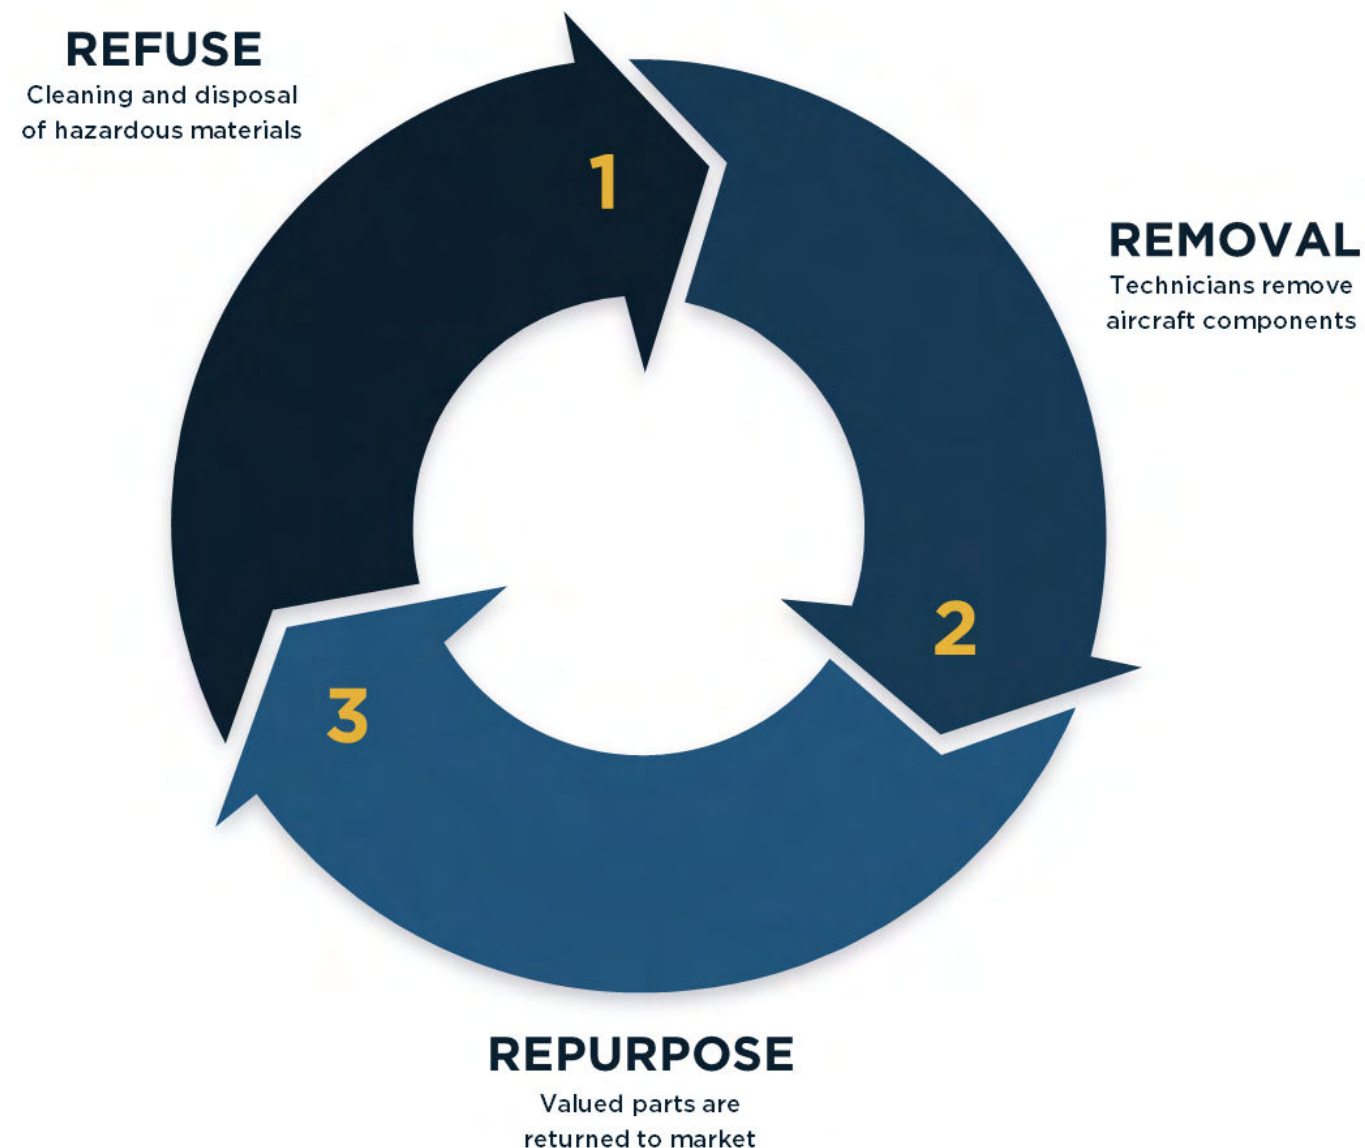 REFUSE
Cleaning and disposal
of hazardous materials
1
REMOVAL
Technicians remove
aircraft components
2
3
REPURPOSE
Valued parts are
returned to market